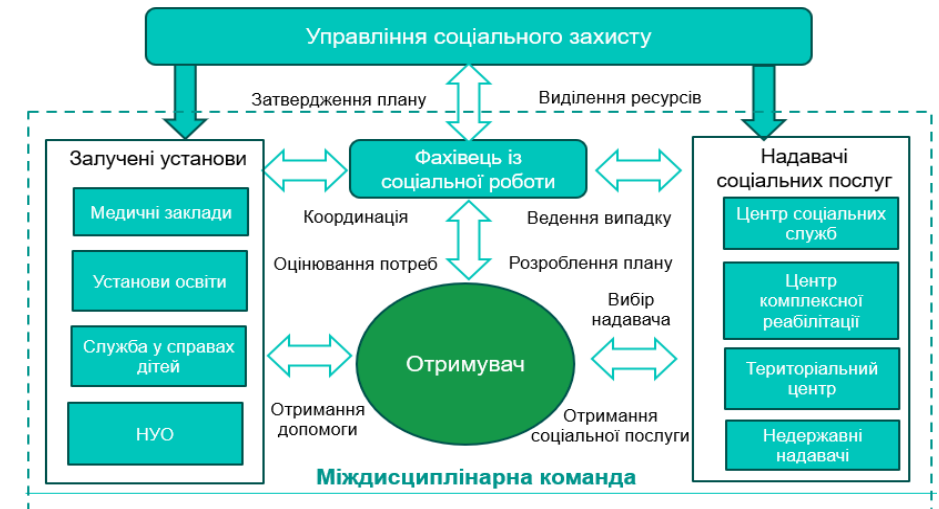 Управління соціального захисту
Затвердження плану
Виділення ресурсів
Залучені установи
Медичні заклади
Установи освіти
Служба у справах
дітей
НУО
Фахівець із
соціальної роботи
Координація
Ведення випадку
Оцінювання потреб
Розроблення плану
Отримувач
Вибір
надавача
Отримання
допомоги
Отримання
соціальної послуги
Надавачі
соціальних послуг
Центр соціальних
служб
Центр
комплексної
реабілітації
Територіальний
центр
Недержавні
надавачі
Міждисциплінарна команда